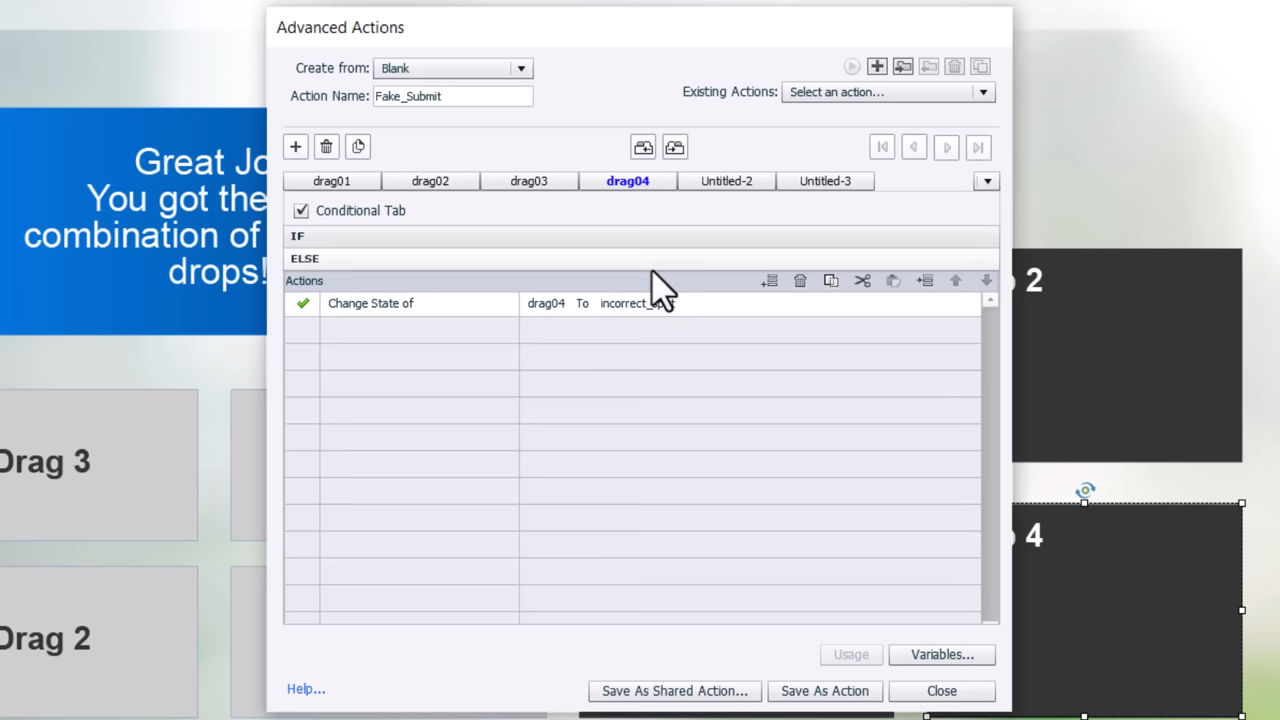 Advanced Actions
Create from: Blank
Action Name: Fake_Submit
Existing Actions: Select an action...
drag01 drag02 drag03 drag04 Untitled-2 Untitled-3
Conditional Tab
IF
ELSE
Actions
Change State of drag04 To
Usage Variables...
Help... Save As Shared Action... Save As Action Close
Great
You got the
combination of
drops!
Drag 3
Drag 2
2
4